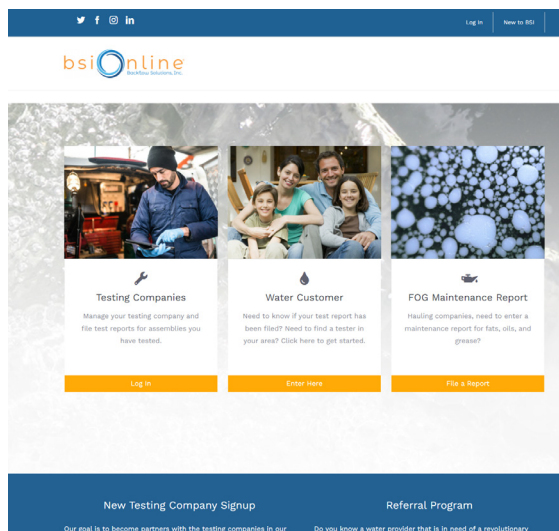 Log In
New to BSI
bsiOnline
Backflow Solutions, Inc.
Testing Companies
Manage your testing company and
file test reports for assemblies you
have tested.
Log In
Water Customer
Need to know if your test report has
been filed? Need to find a tester in
your area? Click here to get started.
Enter Here
FOG Maintenance Report
Hauling companies, need to enter a
maintenance report for fats, oils, and
grease?
File a Report
New Testing Company Signup
Our goal is to become partners with the testing companies in our
Referral Program
Do you know a water provider that is in need of a revolutionary